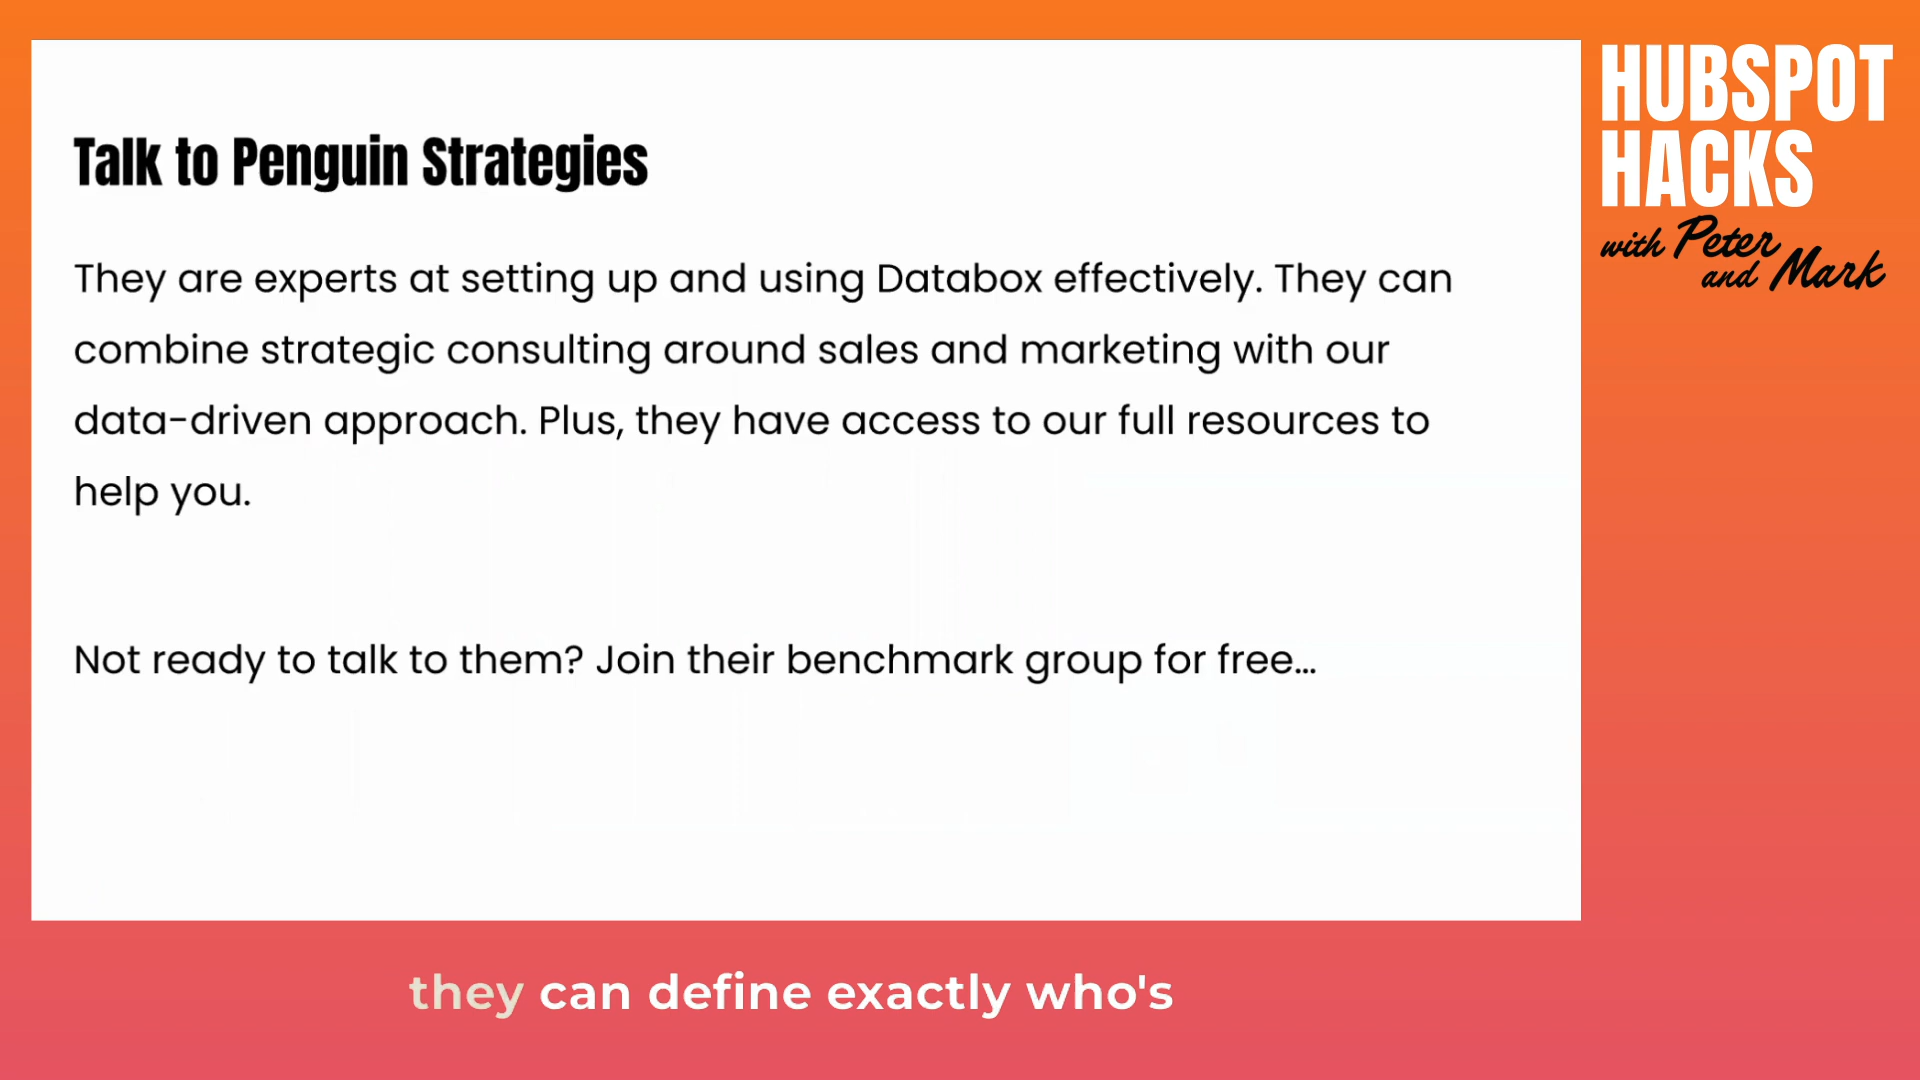 Talk to Penguin Strategies
They are experts at setting up and using Databox effectively. They can
combine strategic consulting around sales and marketing with our
data-driven approach. Plus, they have access to our full resources to
help you.
Not ready to talk to them? Join their benchmark group for free...
HUBSPOT
HACKS
with Peter
and Mark
they can define exactly who's